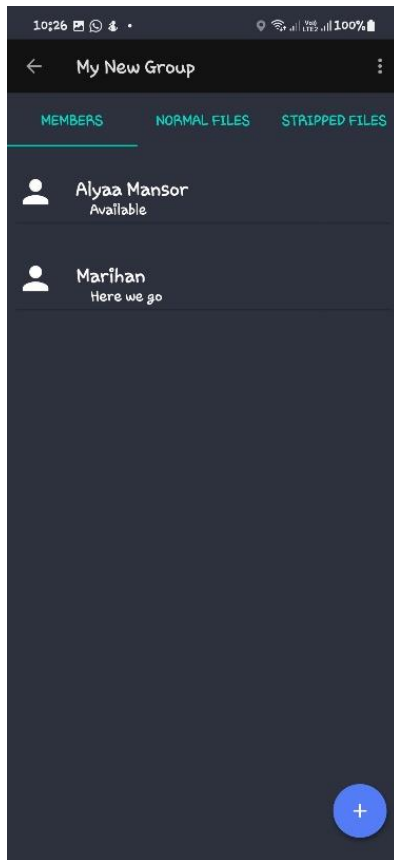 10:26 100%
My New Group
MEMBERS NORMAL FILES STRIPPED FILES
Alyaa Mansor
Available
Marihan
Here we go
+